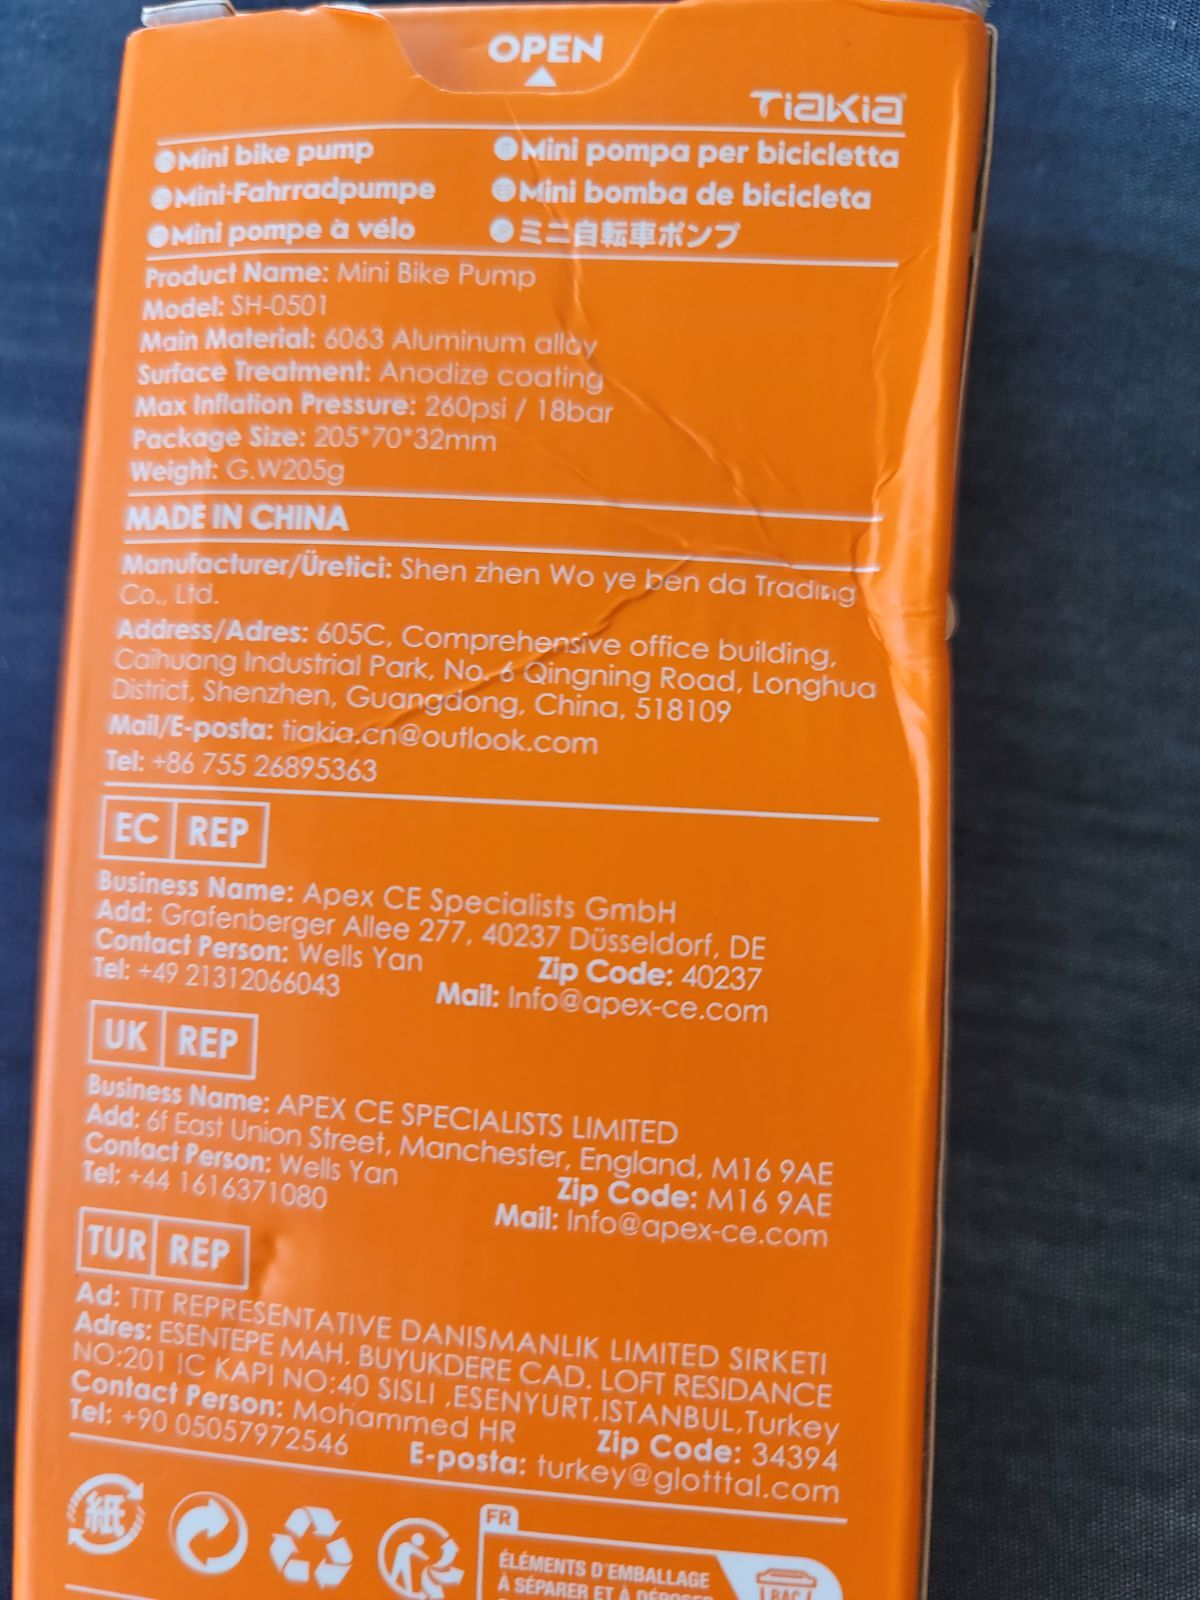 OPEN
Tiakia
Mini bike pump
Mini pompa per bicicletta
Mini-Fahrradpumpe
Mini bomba de bicicleta
Mini pompe à vélo
ミニ自転車ポンプ
Product Name: Mini Bike Pump
Model: SH-0501
Main Material: 6063 Aluminum alloy
Surface Treatment: Anodize coating
Max Inflation Pressure: 260psi / 18bar
Package Size: 205*70*32mm
Weight: G.W205g
MADE IN CHINA
Manufacturer/Üretici: Shen zhen Wo ye ben da Trading
Co., Ltd.
Address/Adres: 605C, Comprehensive office building,
Caihuang Industrial Park, No. 6 Qingning Road, Longhua
District, Shenzhen, Guangdong, China, 518109
Mail/E-posta: tiakia.cn@outlook.com
Tel: +86 755 26895363
EC REP
Business Name: Apex CE Specialists GmbH
Add: Grafenberger Allee 277, 40237 Düsseldorf, DE
Contact Person: Wells Yan Zip Code: 40237
Tel: +49 21312066043 Mail: Info@apex-ce.com
UK REP
Business Name: APEX CE SPECIALISTS LIMITED
Add: 6f East Union Street, Manchester, England, M16 9AE
Contact Person: Wells Yan Zip Code: M16 9AE
Tel: +44 1616371080 Mail: Info@apex-ce.com
TUR REP
Ad: TTT REPRESENTATIVE DANISMANLIK LIMITED SIRKETI
Adres: ESENTEPE MAH. BUYUKDERE CAD. LOFT RESIDANCE
NO:201 IC KAPI NO:40 SISLI ,ESENYURT,ISTANBUL,Turkey
Contact Person: Mohammed HR Zip Code: 34394
Tel: +90 05057972546 E-posta: turkey@glotttal.com
紙
FR
ÉLÉMENTS D'EMBALLAGE
À SÉPARER ET À DÉPOSER
BAC